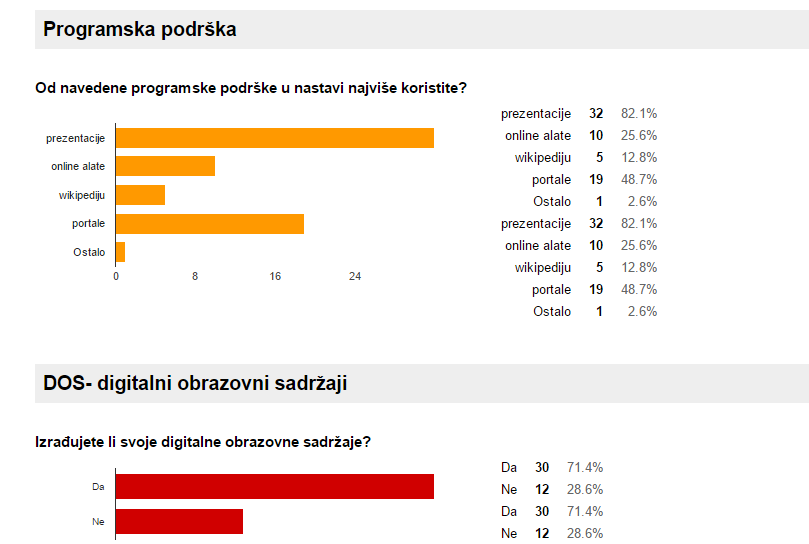 Programska podrška
Od navedene programske podrške u nastavi najviše koristite?
prezentacije
online alate
wikipediju
portale
Ostalo
0 8 16 24
prezentacije 32 82.1%
online alate 10 25.6%
wikipediju 5 12.8%
portale 19 48.7%
Ostalo 1 2.6%
prezentacije 32 82.1%
online alate 10 25.6%
wikipediju 5 12.8%
portale 19 48.7%
Ostalo 1 2.6%
DOS- digitalni obrazovni sadržaji
Izrađujete li svoje digitalne obrazovne sadržaje?
Da
Ne
Da 30 71.4%
Ne 12 28.6%
Da 30 71.4%
Ne 12 28.6%